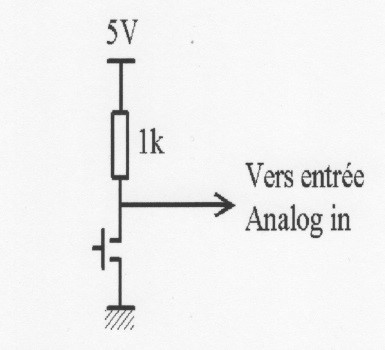 5V
1k
Vers entrée
Analog in